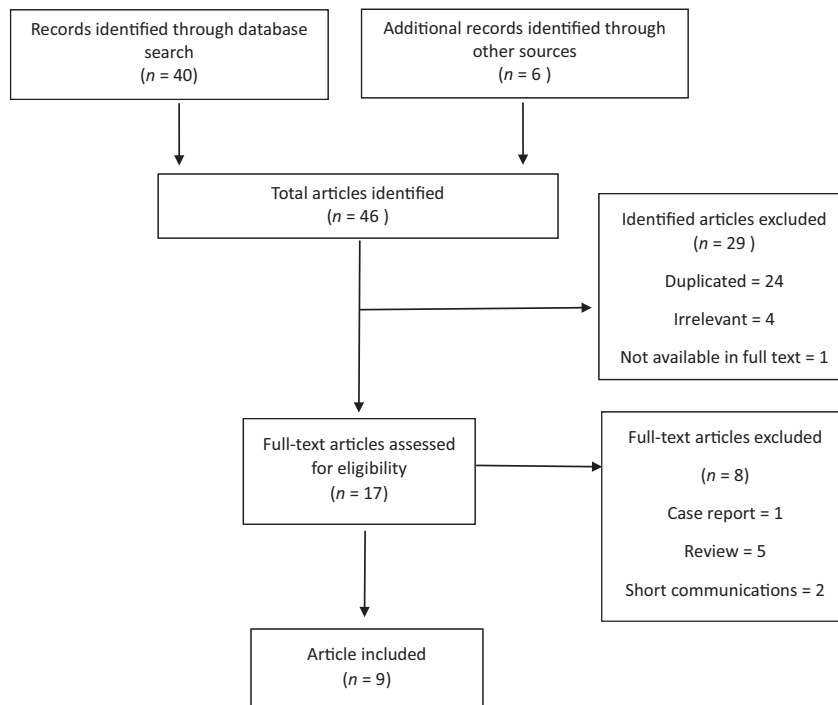 Records identified through database
search
(n = 40)
Additional records identified through
other sources
(n = 6 )
Total articles identified
(n = 46 )
Identified articles excluded
(n = 29 )
Duplicated = 24
Irrelevant = 4
Not available in full text = 1
Full-text articles assessed
for eligibility
(n = 17)
Full-text articles excluded
(n = 8)
Case report = 1
Review = 5
Short communications = 2
Article included
(n = 9)